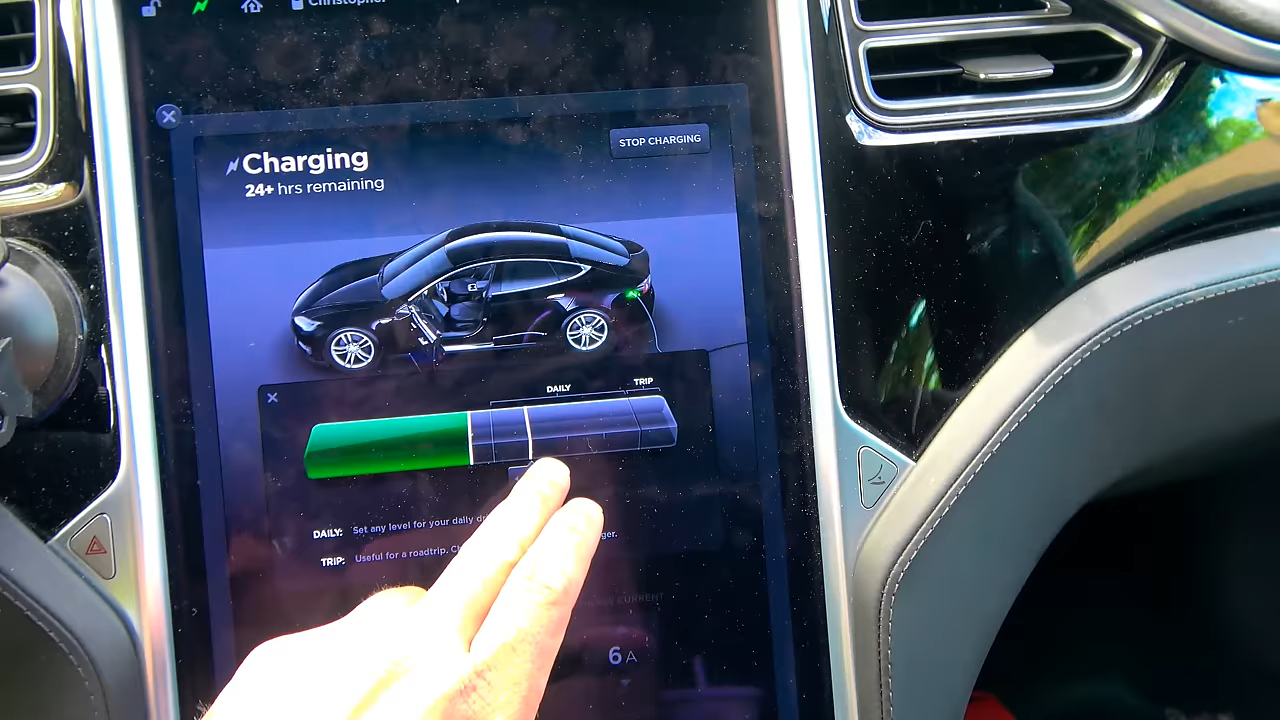 Christopher
STOP CHARGING
Charging
24+ hrs remaining
DAILY
TRIP
DAILY: Set any level for your daily
TRIP: Useful for a roadtrip.
CURRENT
6 A